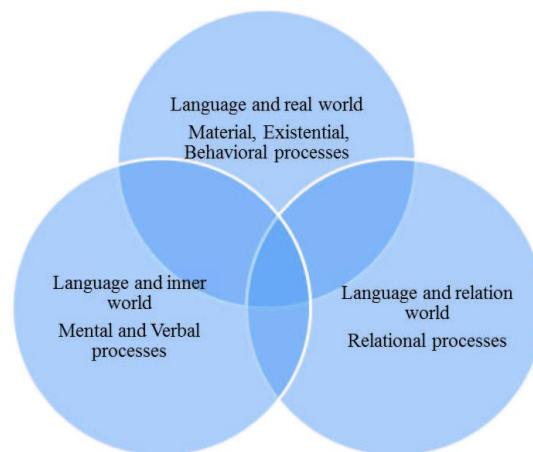 Language and real world
Material, Existential,
Behavioral processes
Language and inner
world
Mental and Verbal
processes
Language and relation
world
Relational processes